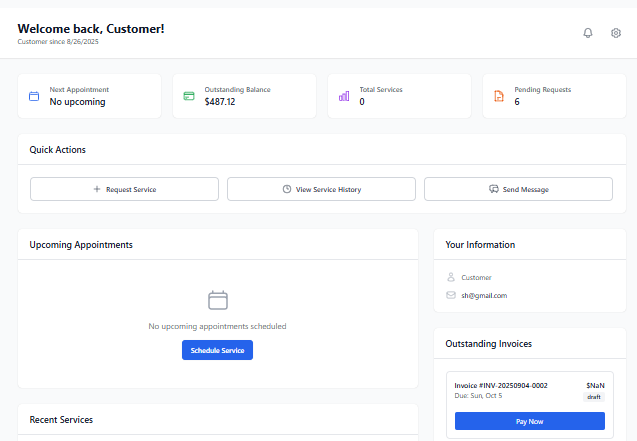 Welcome back, Customer!
Customer since 8/26/2025
Next Appointment
No upcoming
Outstanding Balance
$487.12
Total Services
0
Pending Requests
6
Quick Actions
Request Service
View Service History
Send Message
Upcoming Appointments
No upcoming appointments scheduled
Schedule Service
Your Information
Customer
sh@gmail.com
Outstanding Invoices
Invoice #INV-20250904-0002 $NaN
Due: Sun, Oct 5 draft
Pay Now
Recent Services